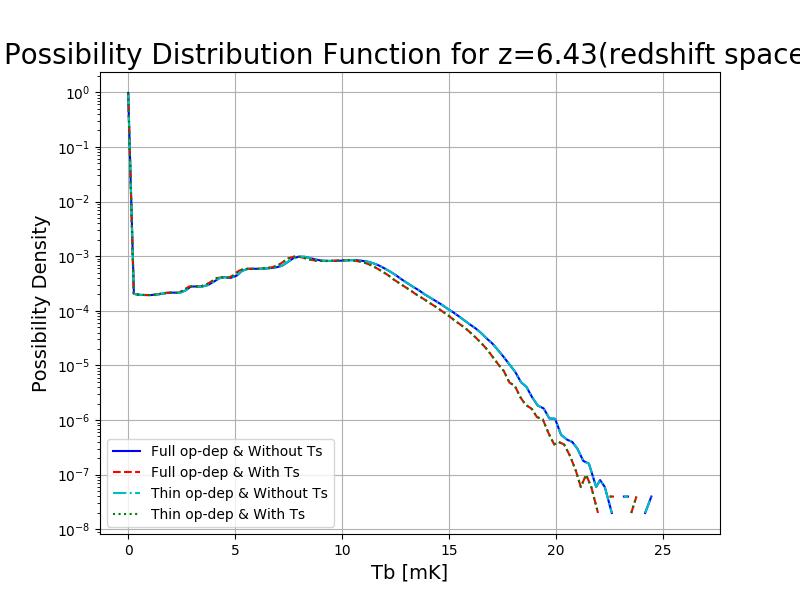 Possibility Distribution Function for z=6.43(redshift space
Possibility Density
10⁰
10⁻¹
10⁻²
10⁻³
10⁻⁴
10⁻⁵
10⁻⁶
10⁻⁷
10⁻⁸
Full op-dep & Without Ts
Full op-dep & With Ts
Thin op-dep & Without Ts
Thin op-dep & With Ts
0 5 10 15 20 25
Tb [mK]